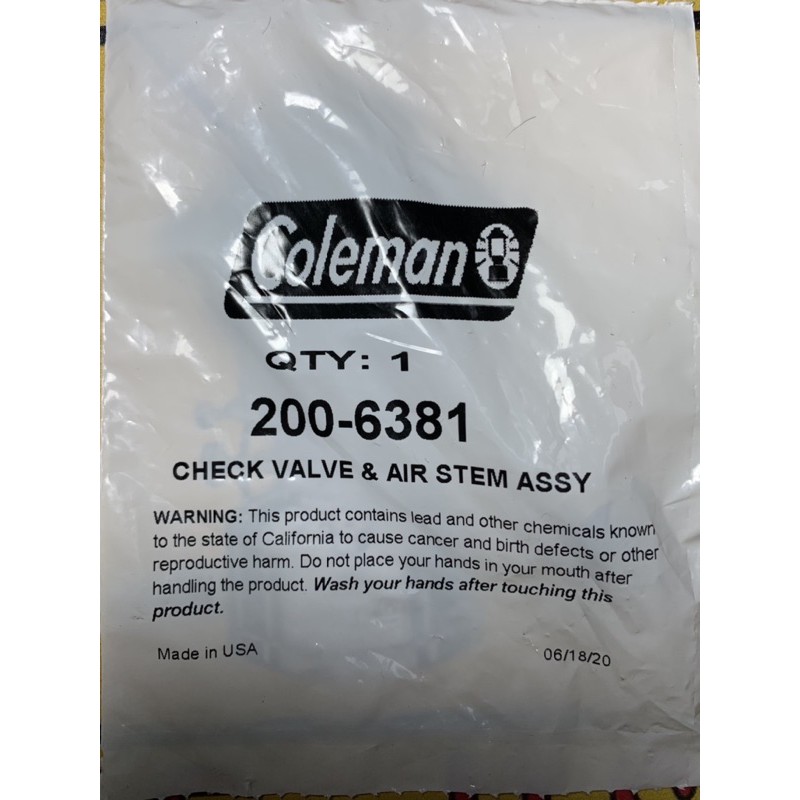 Coleman
QTY: 1
200-6381
CHECK VALVE & AIR STEM ASSY
WARNING: This product contains lead and other chemicals known
to the state of California to cause cancer and birth defects or other
reproductive harm. Do not place your hands in your mouth after
handling the product. Wash your hands after touching this
product.
Made in USA
06/18/20